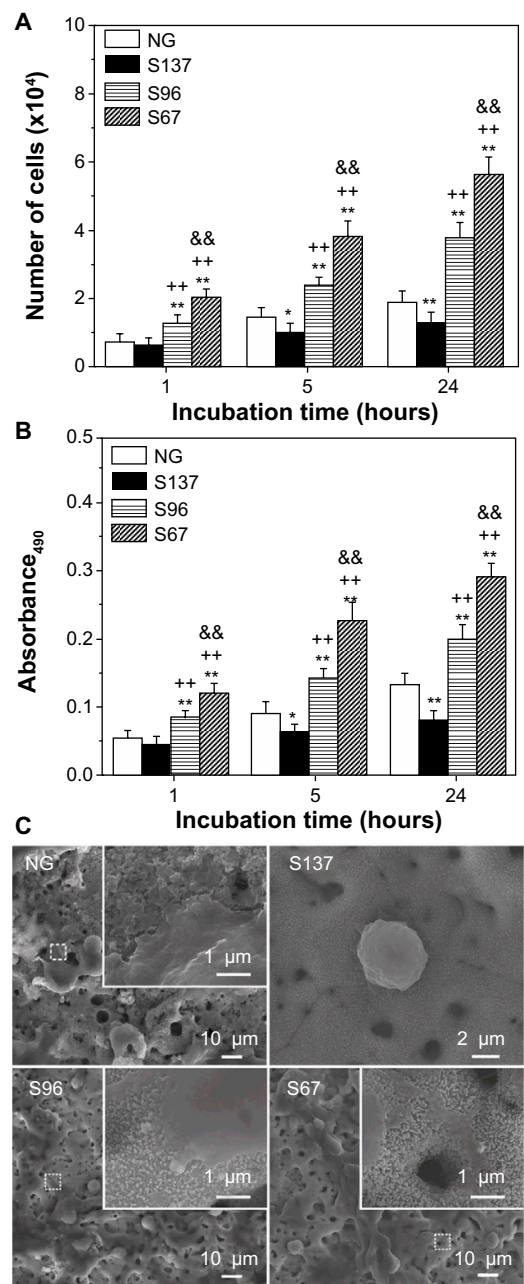 A
Number of cells (x10⁴)
10
8
6
4
2
0
NG
S137
S96
S67
++
**
&&
++
**
*
++
**
&&
++
**
**
++
**
&&
++
**
1
5
24
Incubation time (hours)
B
Absorbance₄₉₀
0.5
0.4
0.3
0.2
0.1
0.0
NG
S137
S96
S67
++
**
&&
++
**
*
++
**
&&
++
**
**
++
**
&&
++
**
1
5
24
Incubation time (hours)
C
NG
1 µm
10 µm
S137
2 µm
S96
1 µm
10 µm
S67
1 µm
10 µm